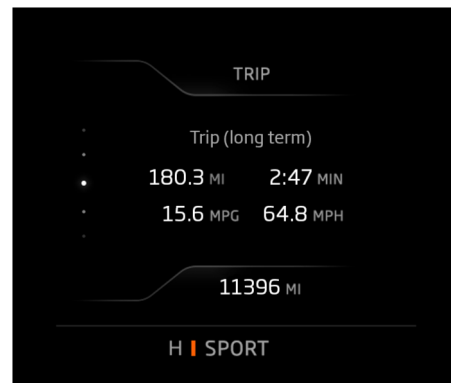 TRIP
Trip (long term)
180.3 MI 2:47 MIN
15.6 MPG 64.8 MPH
11396 MI
H SPORT